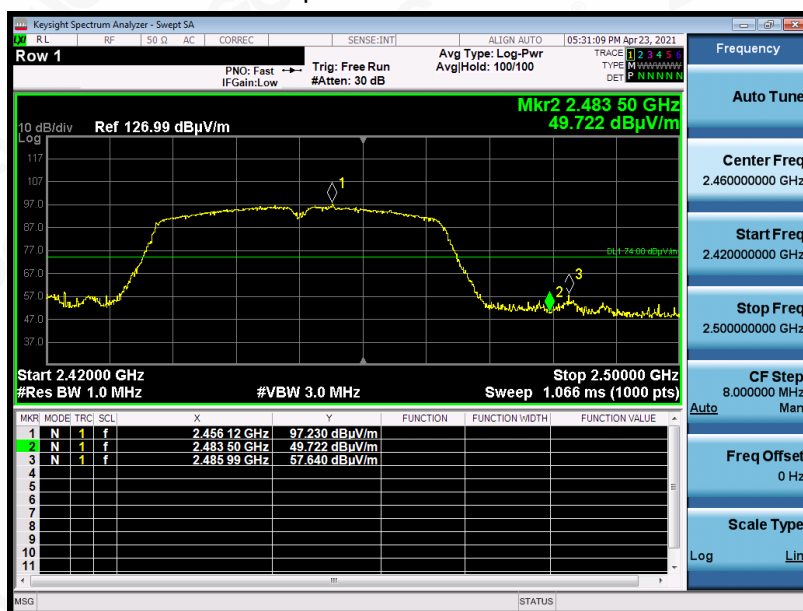 Keysight Spectrum Analyzer - Swept SA
LXI RL RF 50 Ω AC CORREC SENSE:INT ALIGN AUTO 05:31:09 PM Apr 23, 2021
Row 1
PNO: Fast
IFGain:Low
Trig: Free Run
#Atten: 30 dB
Avg Type: Log-Pwr
Avg|Hold: 100/100
TRACE 1 2 3 4 5 6
TYPE M WWWWW
DET P N N N N N
Mkr2 2.483 50 GHz
49.722 dBµV/m
10 dB/div Ref 126.99 dBµV/m
Log
117
107
97.0
87.0
77.0
67.0
57.0
47.0
37.0
1
DL1 74.00 dBµV/m
3
2
Start 2.42000 GHz Stop 2.50000 GHz
#Res BW 1.0 MHz #VBW 3.0 MHz Sweep 1.066 ms (1000 pts)
MKR MODE TRC SCL X Y FUNCTION FUNCTION WIDTH FUNCTION VALUE
1 N 1 f 2.456 12 GHz 97.230 dBµV/m
2 N 1 f 2.483 50 GHz 49.722 dBµV/m
3 N 1 f 2.485 99 GHz 57.640 dBµV/m
4
5
6
7
8
9
10
11
MSG STATUS
Frequency
Auto Tune
Center Freq
2.460000000 GHz
Start Freq
2.420000000 GHz
Stop Freq
2.500000000 GHz
CF Step
8.000000 MHz
Auto Man
Freq Offset
0 Hz
Scale Type
Log Lin